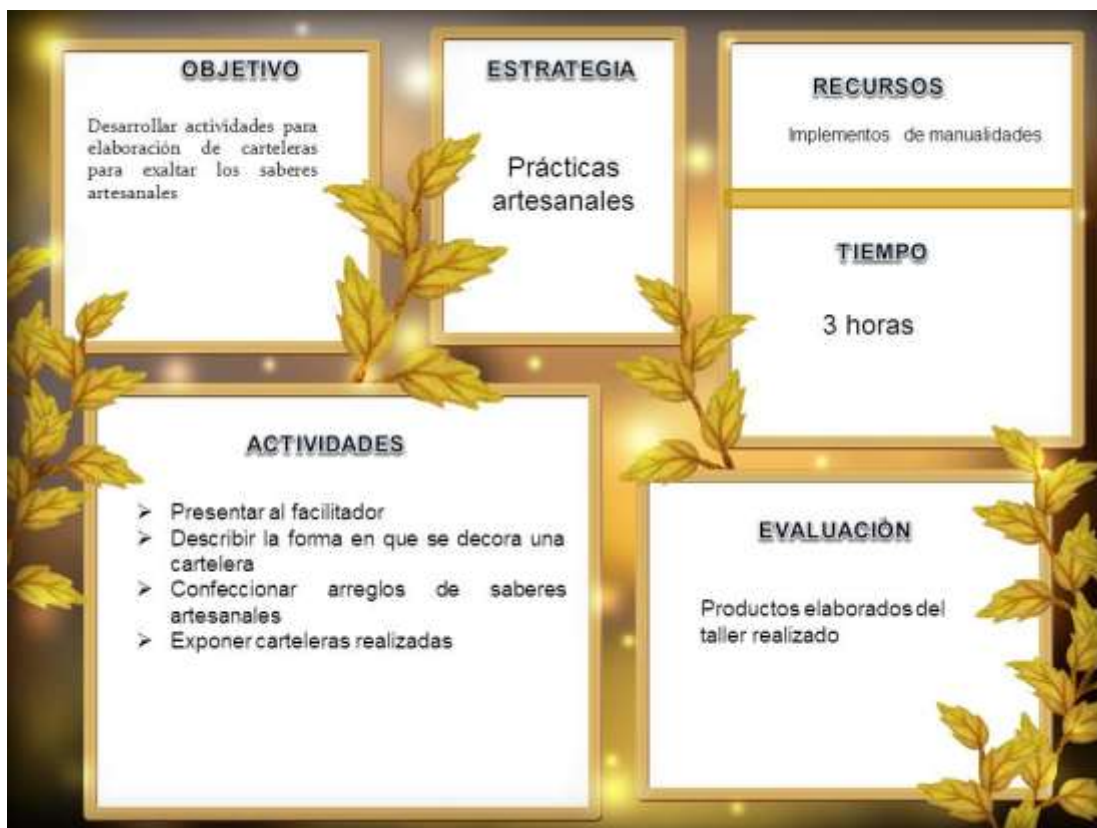 OBJETIVO
Desarrollar actividades para
elaboración de carteleras
para exaltar los saberes
artesanales
ESTRATEGIA
Prácticas
artesanales
RECURSOS
Implementos de manualidades
TIEMPO
3 horas
ACTIVIDADES
➢ Presentar al facilitador
➢ Describir la forma en que se decora una
cartelera
➢ Confeccionar arreglos de saberes
artesanales
➢ Exponer carteleras realizadas
EVALUACIÓN
Productos elaborados del
taller realizado